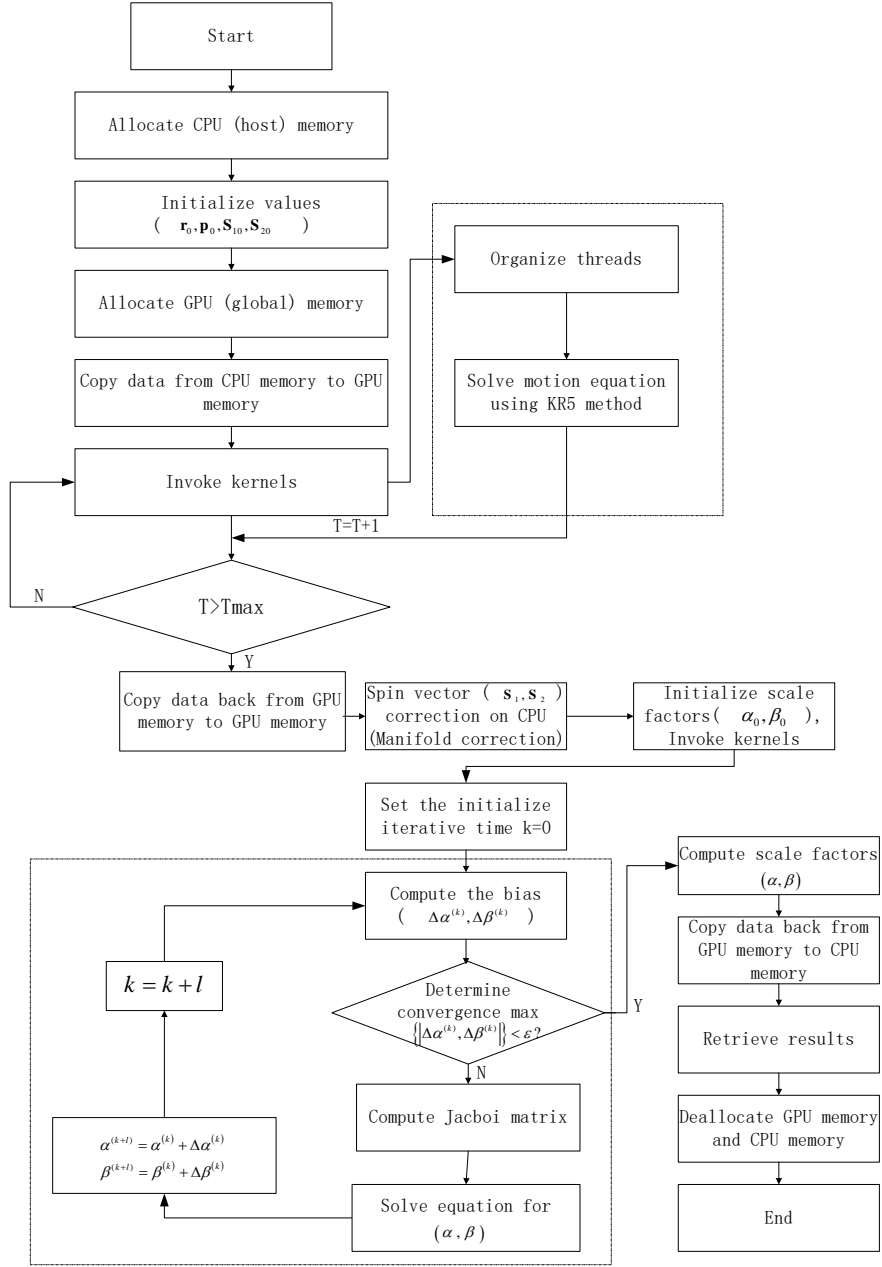 Start
Allocate CPU (host) memory
Initialize values
( r₀,p₀,S₁₀,S₂₀ )
Allocate GPU (global) memory
Copy data from CPU memory to GPU
memory
Invoke kernels
Organize threads
Solve motion equation
using KR5 method
T=T+1
N
T>Tmax
Y
Copy data back from GPU
memory to GPU memory
Spin vector ( s₁,s₂ )
correction on CPU
(Manifold correction)
Initialize scale
factors( α₀,β₀ ),
Invoke kernels
Set the initialize
iterative time k=0
Compute the bias
( Δα⁽ᵏ⁾,Δβ⁽ᵏ⁾ )
k = k + l
Determine
convergence max
{|Δα⁽ᵏ⁾,Δβ⁽ᵏ⁾|}<ε?
Y
N
Compute Jacboi matrix
α⁽ᵏ⁺ˡ⁾ = α⁽ᵏ⁾ + Δα⁽ᵏ⁾
β⁽ᵏ⁺ˡ⁾ = β⁽ᵏ⁾ + Δβ⁽ᵏ⁾
Solve equation for
(α,β)
Compute scale factors
(α,β)
Copy data back from
GPU memory to CPU
memory
Retrieve results
Deallocate GPU memory
and CPU memory
End